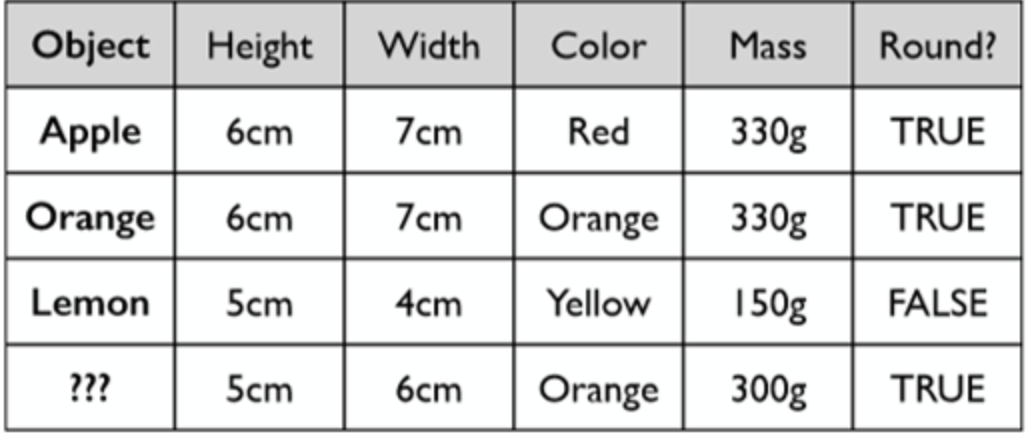 Object Height Width Color Mass Round?
Apple 6cm 7cm Red 330g TRUE
Orange 6cm 7cm Orange 330g TRUE
Lemon 5cm 4cm Yellow 150g FALSE
??? 5cm 6cm Orange 300g TRUE